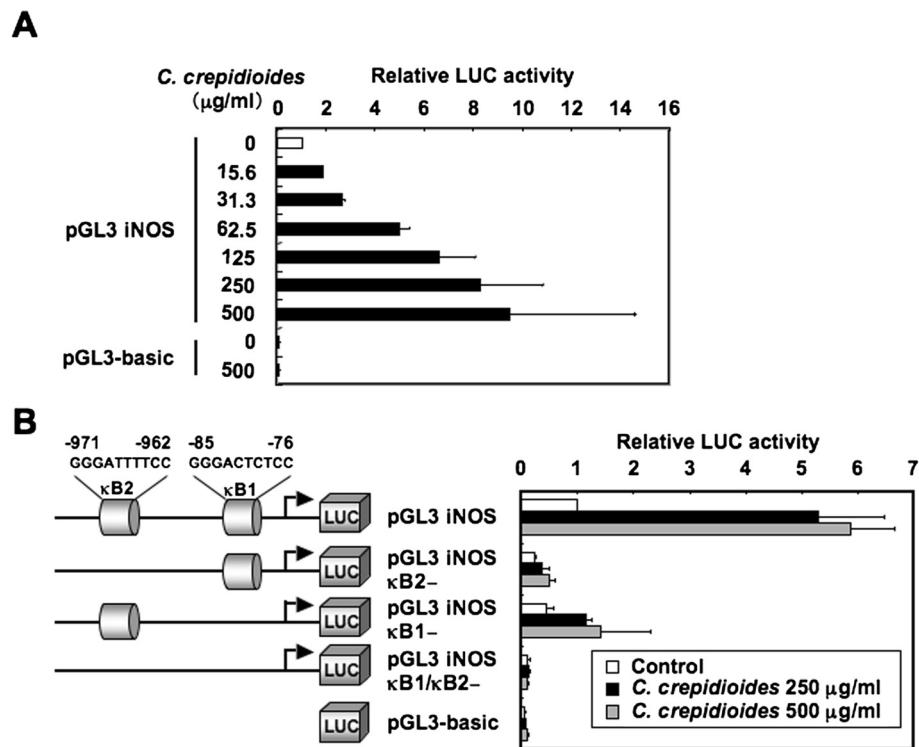 A
C. crepidioides
(μg/ml)
Relative LUC activity
0 2 4 6 8 10 12 14 16
pGL3 iNOS
0
15.6
31.3
62.5
125
250
500
pGL3-basic
0
500
B
-971 -962 -85 -76
GGGATTTTCC GGGACTCTCC
κB2 κB1
Relative LUC activity
0 1 2 3 4 5 6 7
LUC pGL3 iNOS
LUC pGL3 iNOS
κB2−
LUC pGL3 iNOS
κB1−
LUC pGL3 iNOS
κB1/κB2−
LUC pGL3-basic
Control
C. crepidioides 250 μg/ml
C. crepidioides 500 μg/ml